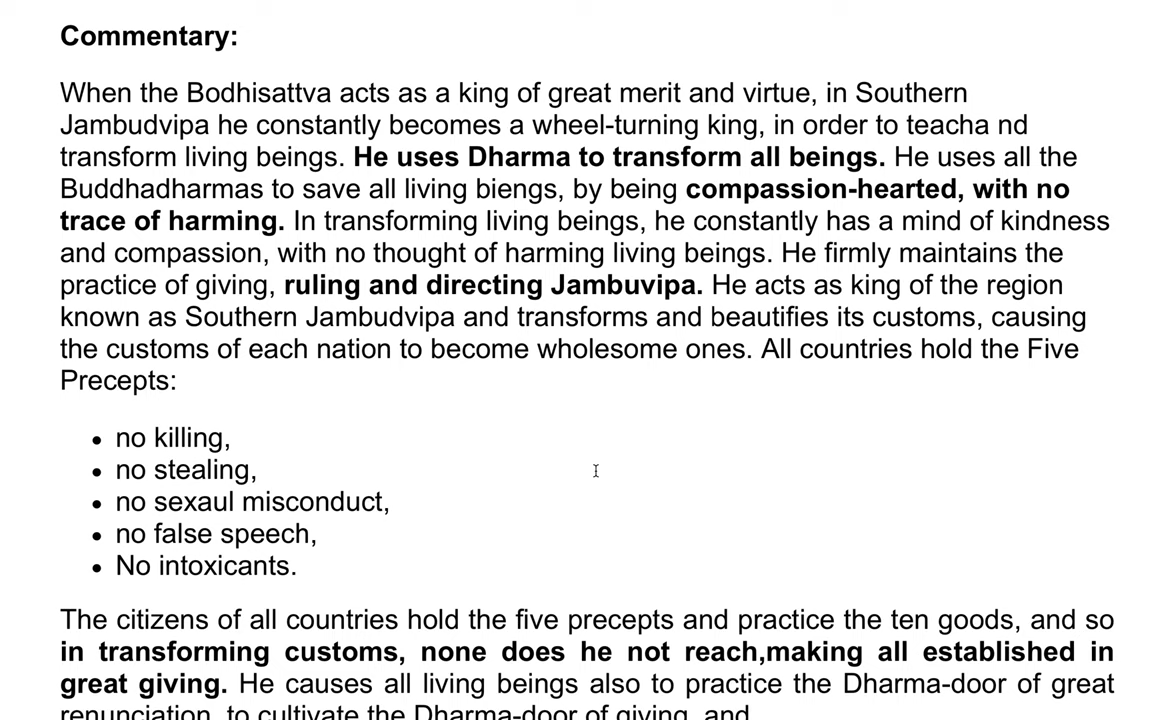 Commentary:
When the Bodhisattva acts as a king of great merit and virtue, in Southern
Jambudvipa he constantly becomes a wheel-turning king, in order to teacha nd
transform living beings. He uses Dharma to transform all beings. He uses all the
Buddhadharmas to save all living biengs, by being compassion-hearted, with no
trace of harming. In transforming living beings, he constantly has a mind of kindness
and compassion, with no thought of harming living beings. He firmly maintains the
practice of giving, ruling and directing Jambuvipa. He acts as king of the region
known as Southern Jambudvipa and transforms and beautifies its customs, causing
the customs of each nation to become wholesome ones. All countries hold the Five
Precepts:
• no killing,
• no stealing,
• no sexaul misconduct,
• no false speech,
• No intoxicants.
The citizens of all countries hold the five precepts and practice the ten goods, and so
in transforming customs, none does he not reach,making all established in
great giving. He causes all living beings also to practice the Dharma-door of great
renunciation, to cultivate the Dharma-door of giving, and